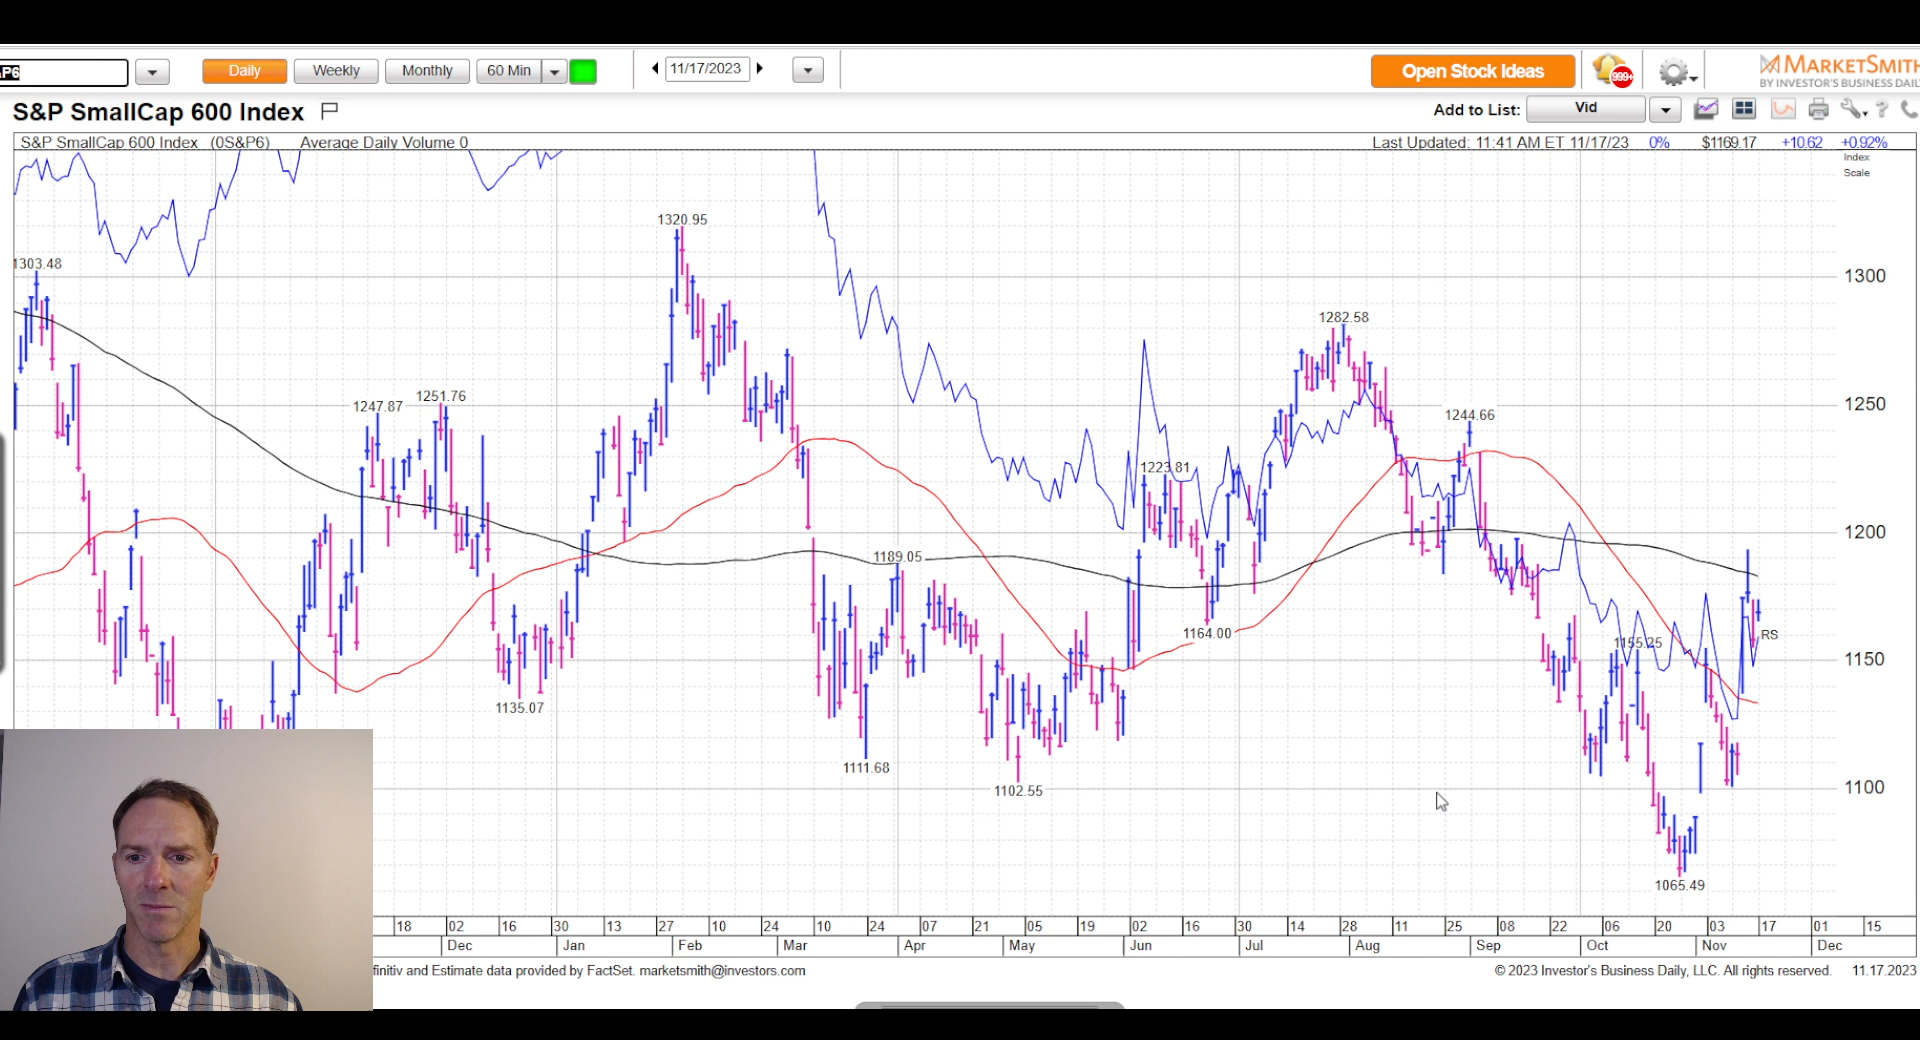 P6
Daily
Weekly
Monthly
60 Min
11/17/2023
Open Stock Ideas
999+
MARKETSMITH
BY INVESTOR'S BUSINESS DAILY
S&P SmallCap 600 Index
Add to List:
Vid
?
S&P SmallCap 600 Index (0S&P6) Average Daily Volume 0
Last Updated: 11:41 AM ET 11/17/23 0% $1169.17 +10.62 +0.92%
Index
Scale
1320.95
1303.48
1300
1282.58
1247.87
1251.76
1250
1244.66
1223.81
1200
1189.05
1164.00
RS
1155.25
1150
1135.07
1111.68
1102.55
1100
1065.49
18 02 16 30 13 27 10 24 10 24 07 21 05 19 02 16 30 14 28 11 25 08 22 06 20 03 17 01 15
Dec Jan Feb Mar Apr May Jun Jul Aug Sep Oct Nov Dec
finitiv and Estimate data provided by FactSet. marketsmith@investors.com
© 2023 Investor's Business Daily, LLC. All rights reserved. 11.17.2023